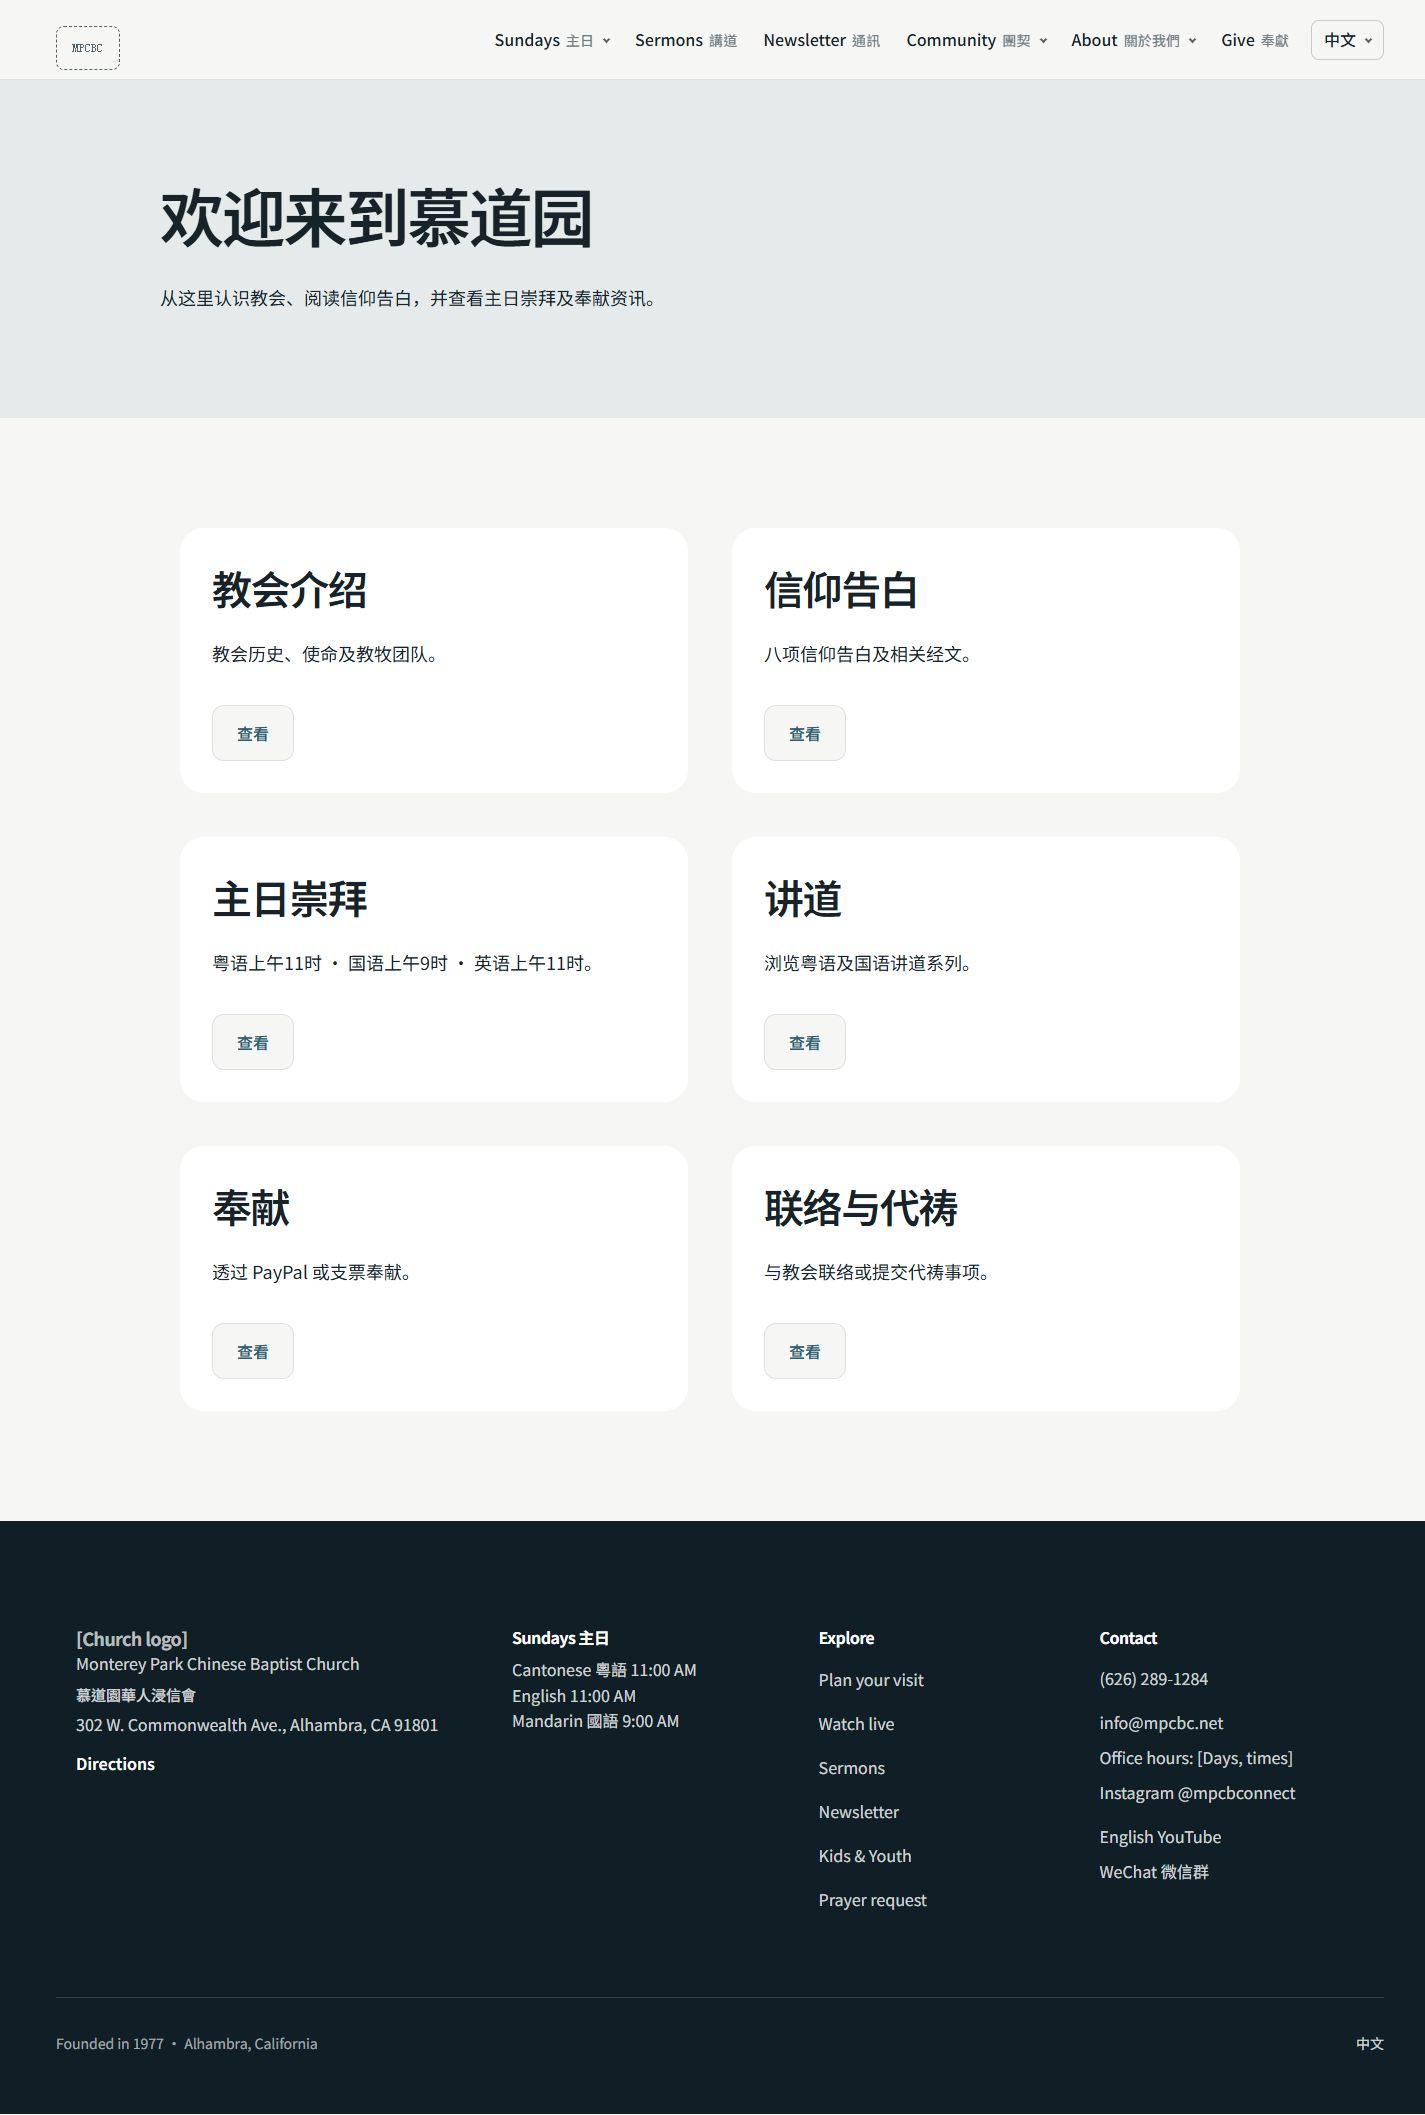 MPCBC
Sundays 主日 Sermons 講道 Newsletter 通訊 Community 團契 About 關於我們 Give 奉獻 中文
欢迎来到慕道园
从这里认识教会、阅读信仰告白，并查看主日崇拜及奉献资讯。
教会介绍
教会历史、使命及教牧团队。
查看
信仰告白
八项信仰告白及相关经文。
查看
主日崇拜
粤语上午11时 · 国语上午9时 · 英语上午11时。
查看
讲道
浏览粤语及国语讲道系列。
查看
奉献
透过 PayPal 或支票奉献。
查看
联络与代祷
与教会联络或提交代祷事项。
查看
[Church logo]
Monterey Park Chinese Baptist Church
慕道園華人浸信會
302 W. Commonwealth Ave., Alhambra, CA 91801
Directions
Sundays 主日
Cantonese 粵語 11:00 AM
English 11:00 AM
Mandarin 國語 9:00 AM
Explore
Plan your visit
Watch live
Sermons
Newsletter
Kids & Youth
Prayer request
Contact
(626) 289-1284
info@mpcbc.net
Office hours: [Days, times]
Instagram @mpcbconnect
English YouTube
WeChat 微信群
Founded in 1977 · Alhambra, California
中文